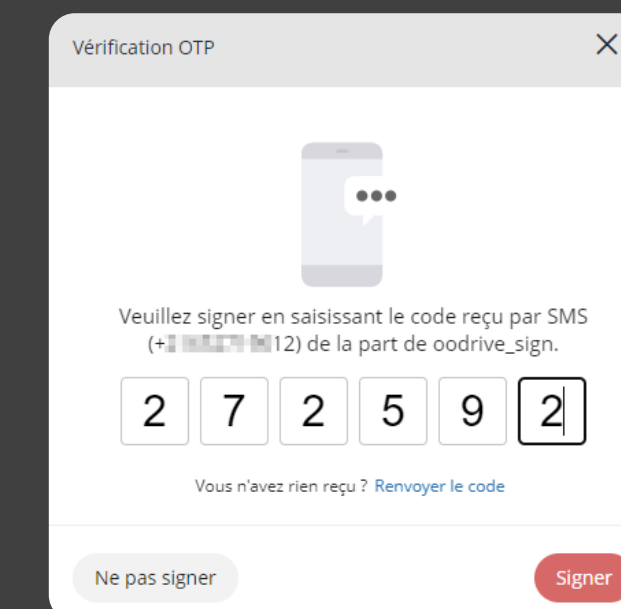 Vérification OTP
Veuillez signer en saisissant le code reçu par SMS
(+ 12) de la part de oodrive_sign.
2 7 2 5 9 2
Vous n'avez rien reçu ? Renvoyer le code
Ne pas signer Signer